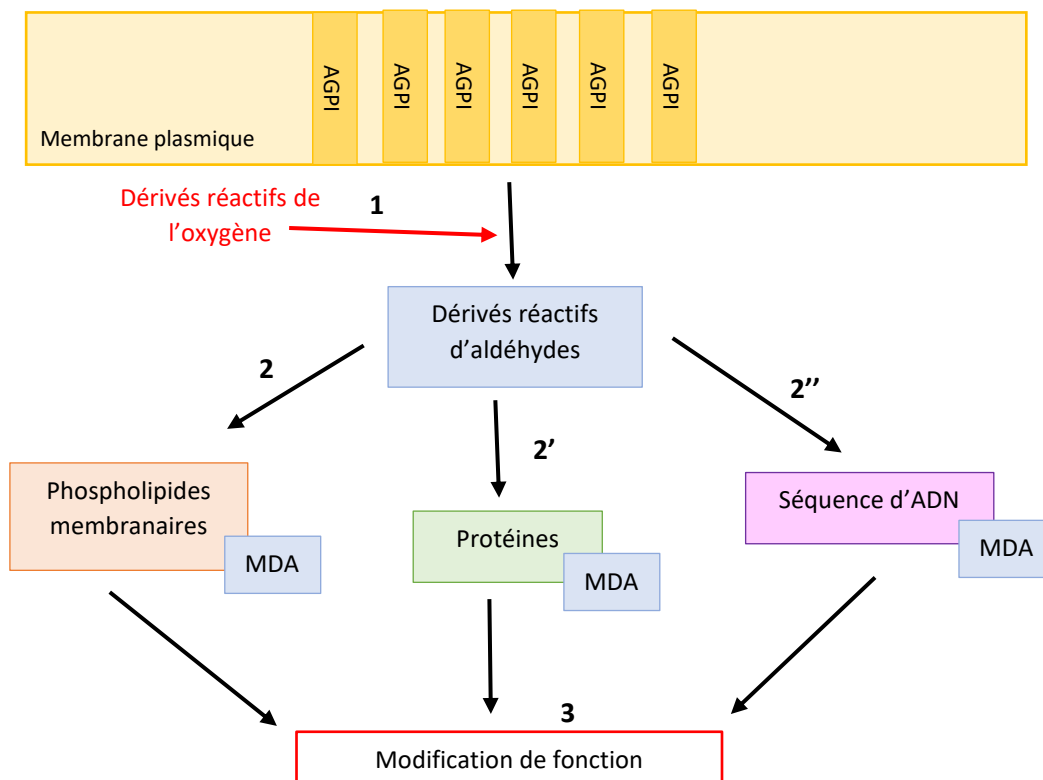 AGPI
AGPI
AGPI
AGPI
AGPI
AGPI
Membrane plasmique
Dérivés réactifs de
l’oxygène
1
Dérivés réactifs
d’aldéhydes
2
2’
2’’
Phospholipides
membranaires
MDA
Protéines
MDA
Séquence d’ADN
MDA
3
Modification de fonction